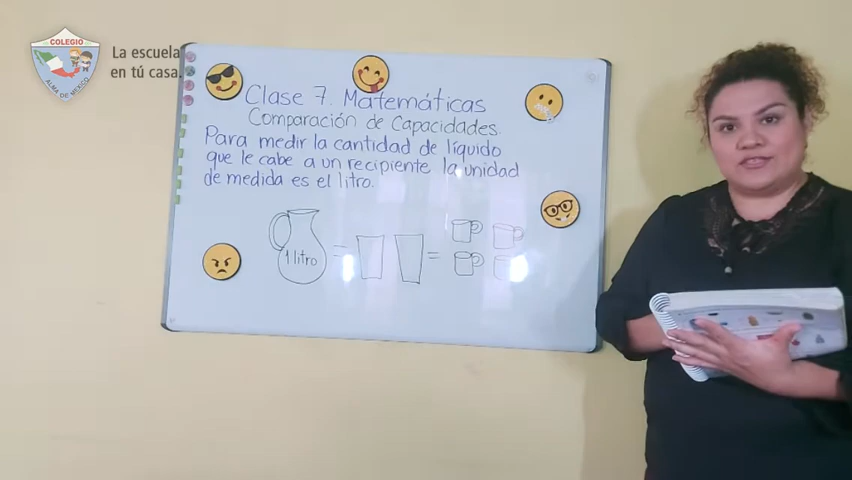 COLEGIO
ALMA DE MEXICO
La escuela
en tú casa.
Clase 7. Matemáticas
Comparación de Capacidades.
Para medir la cantidad de líquido
que le cabe a un recipiente la unidad
de medida es el litro.
1 litro = =